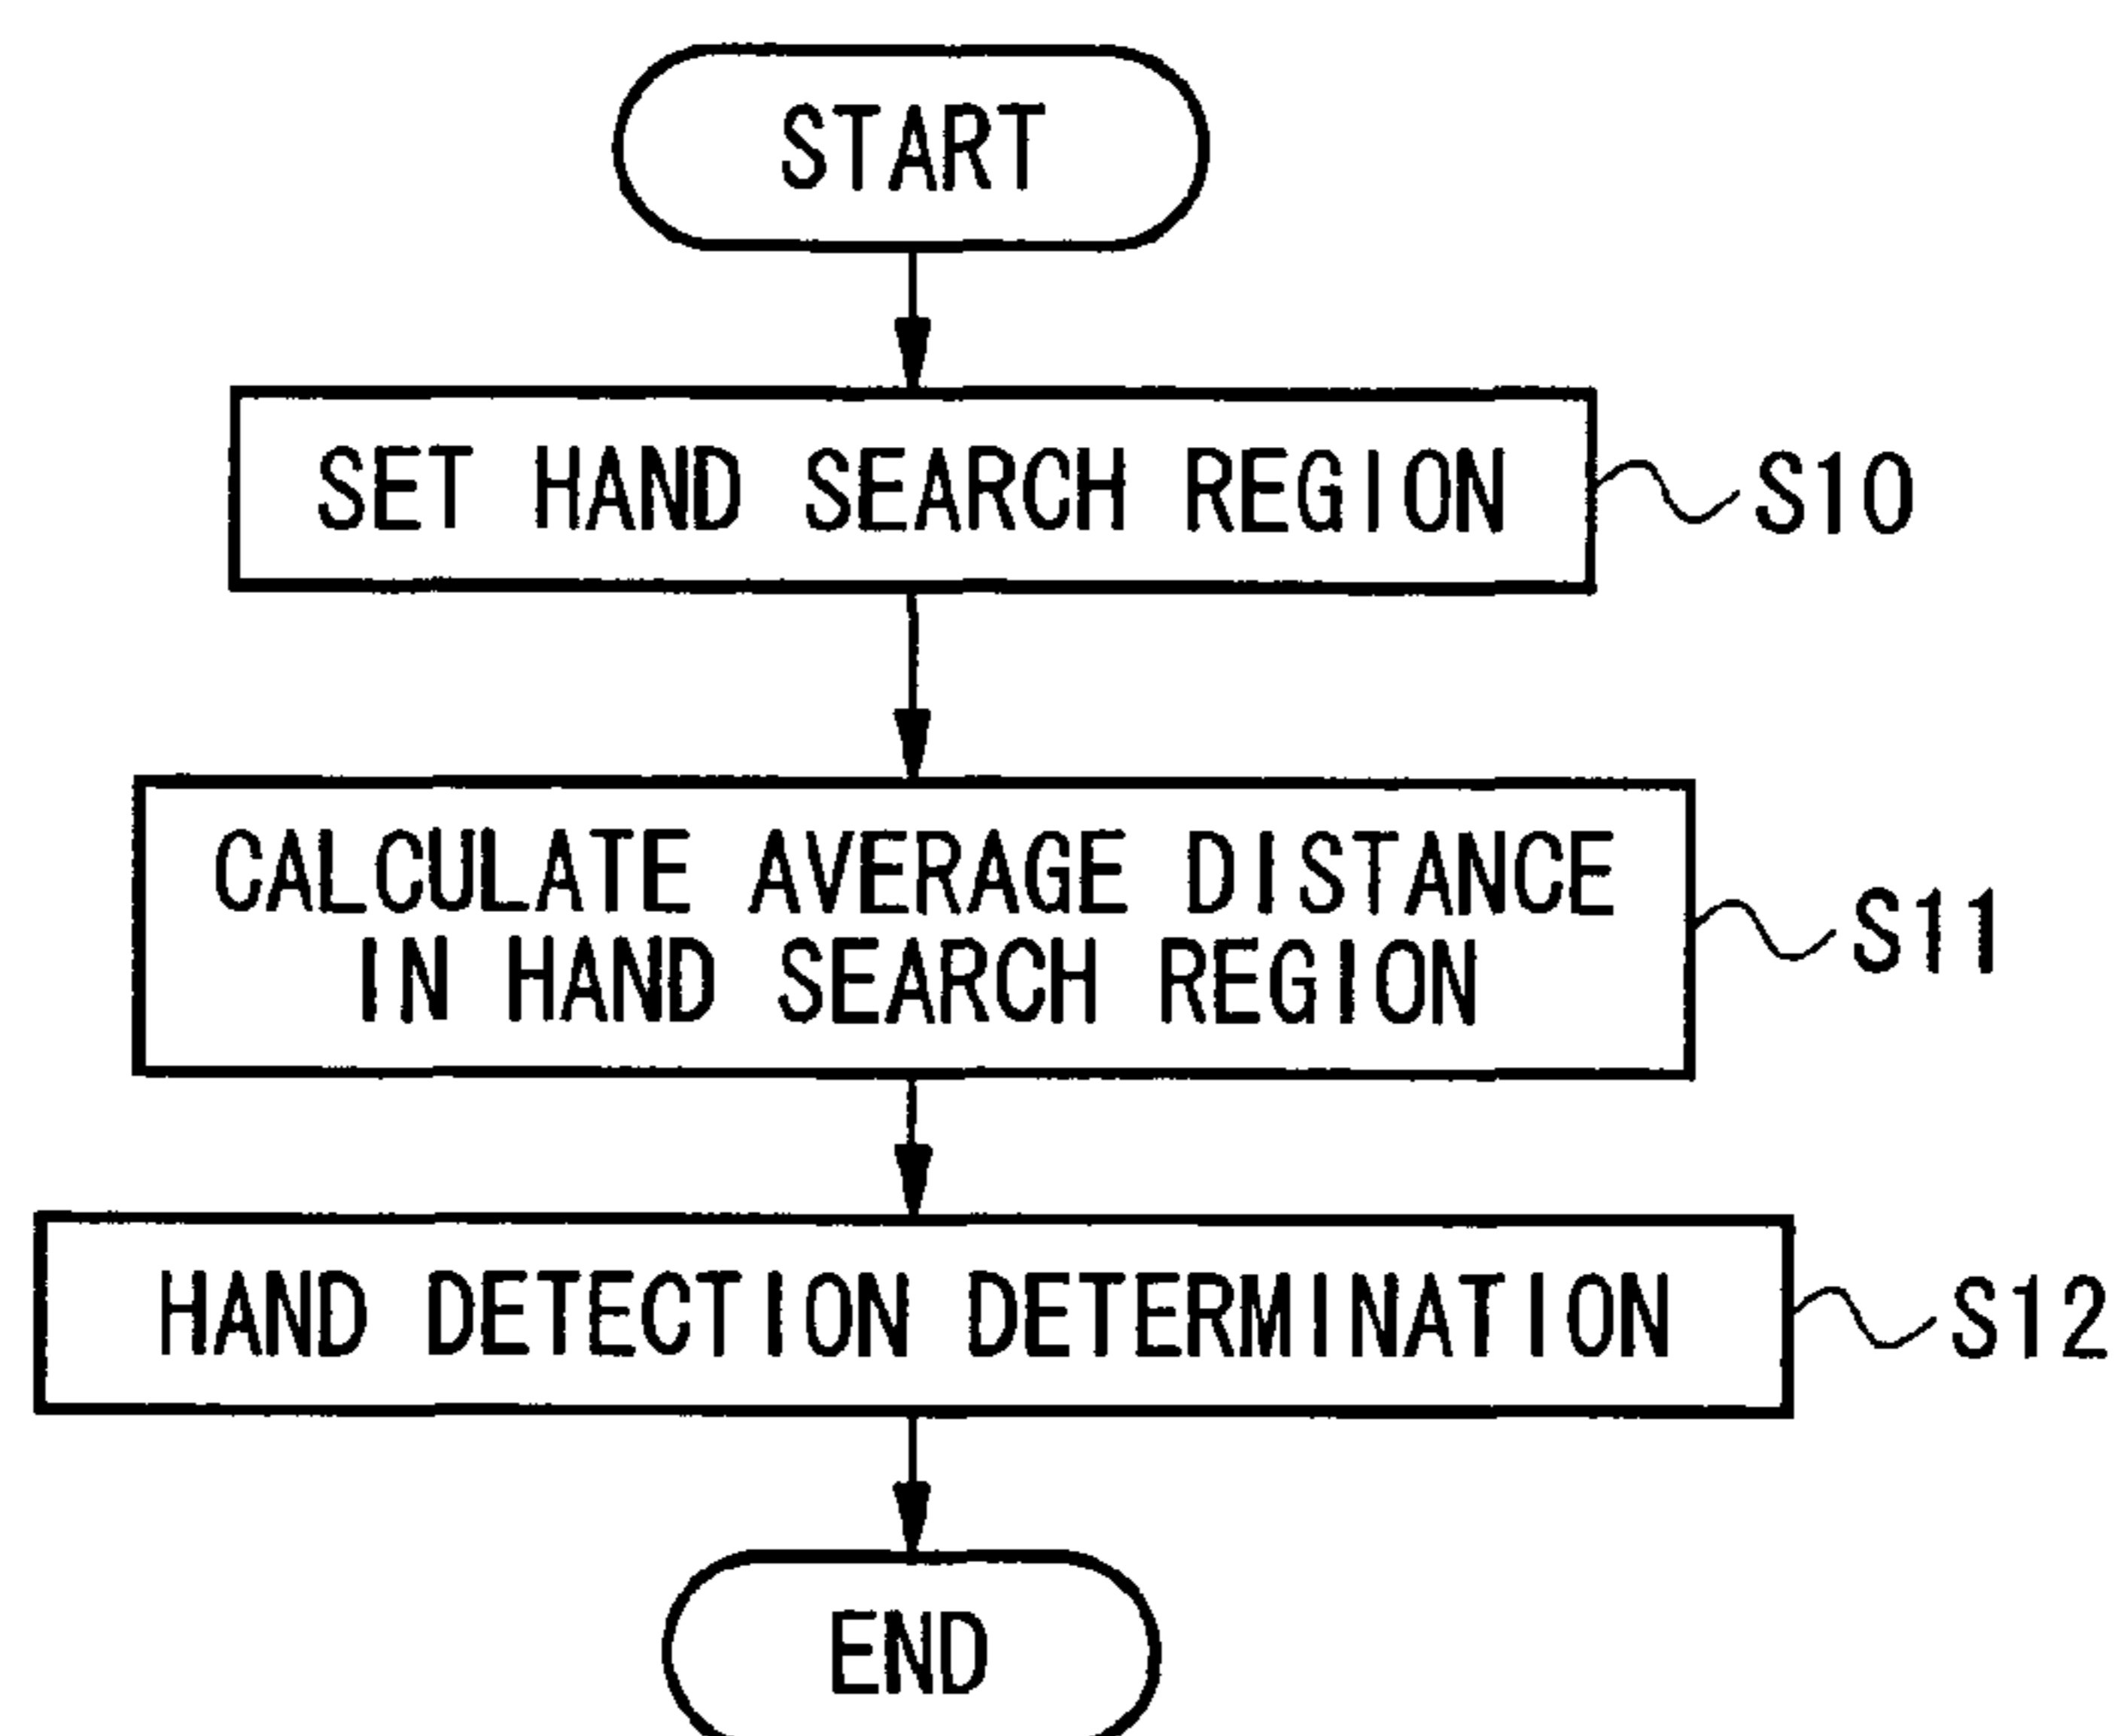 START
SET HAND SEARCH REGION
S10
CALCULATE AVERAGE DISTANCE
IN HAND SEARCH REGION
S11
HAND DETECTION DETERMINATION
S12
END